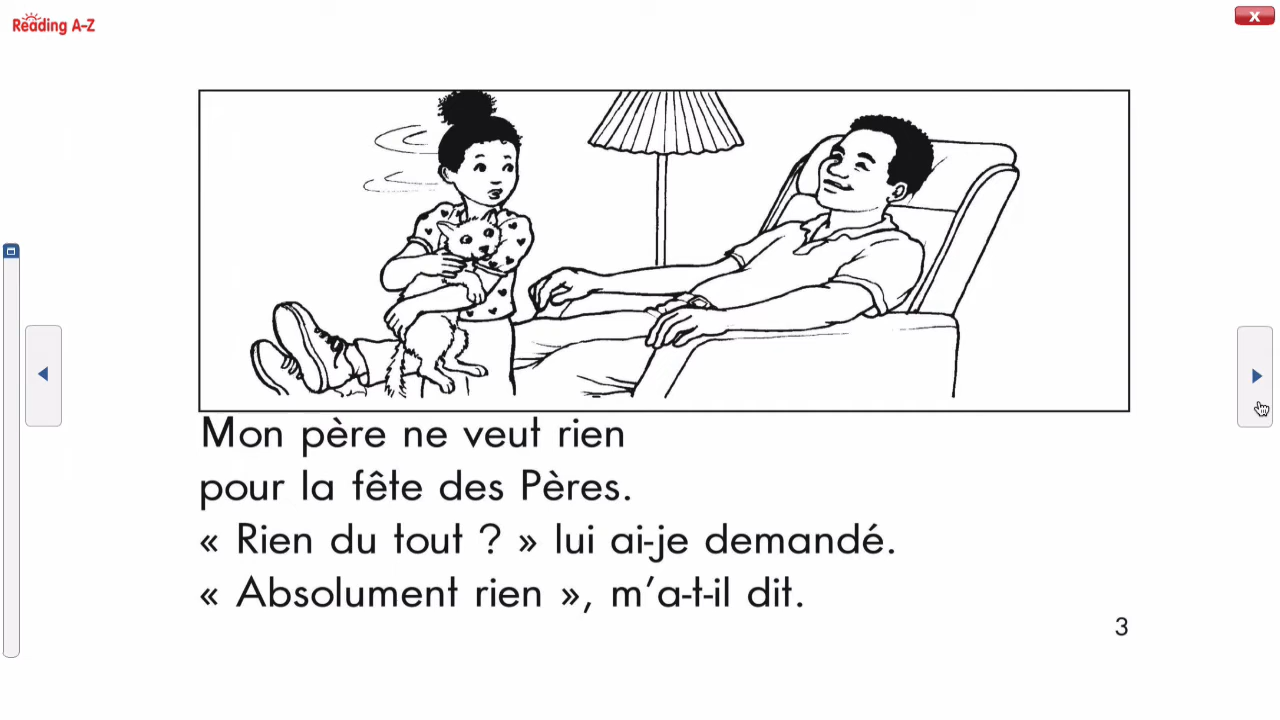 Reading A-Z
Mon père ne veut rien
pour la fête des Pères.
« Rien du tout ? » lui ai-je demandé.
« Absolument rien », m’a-t-il dit.
3